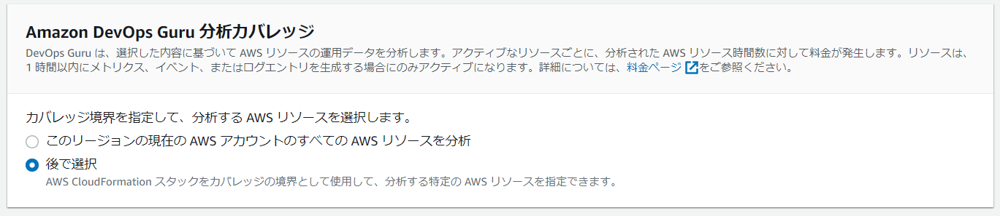 Amazon DevOps Guru 分析カバレッジ
DevOps Guru は、選択した内容に基づいて AWS リソースの運用データを分析します。アクティブなリソースごとに、分析された AWS リソース時間数に対して料金が発生します。リソースは、
1 時間以内にメトリクス、イベント、またはログエントリを生成する場合にのみアクティブになります。詳細については、料金ページ をご参照ください。
カバレッジ境界を指定して、分析する AWS リソースを選択します。
このリージョンの現在の AWS アカウントのすべての AWS リソースを分析
後で選択
AWS CloudFormation スタックをカバレッジの境界として使用して、分析する特定の AWS リソースを指定できます。